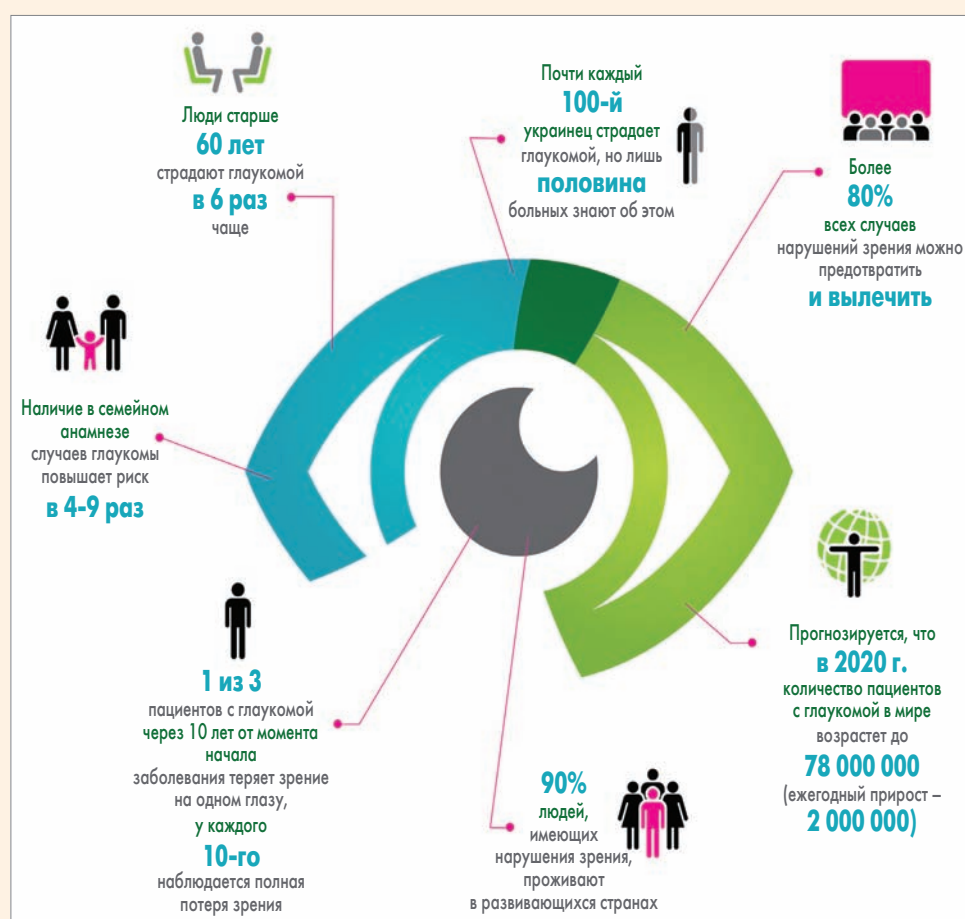 Люди старше
60 лет
страдают глаукомой
в 6 раз
чаще
Почти каждый
100-й
украинец страдает
глаукомой, но лишь
половина
больных знают об этом
Более
80%
всех случаев
нарушений зрения можно
предотвратить
и вылечить
Наличие в семейном
анамнезе
случаев глаукомы
повышает риск
в 4-9 раз
Прогнозируется, что
в 2020 г.
количество пациентов
с глаукомой в мире
возрастет до
78 000 000
(ежегодный прирост –
2 000 000)
1 из 3
пациентов с глаукомой
через 10 лет от момента
начала
заболевания теряет зрение
на одном глазу,
у каждого
10-го
наблюдается полная
потеря зрения
90%
людей,
имеющих
нарушения зрения,
проживают
в развивающихся странах